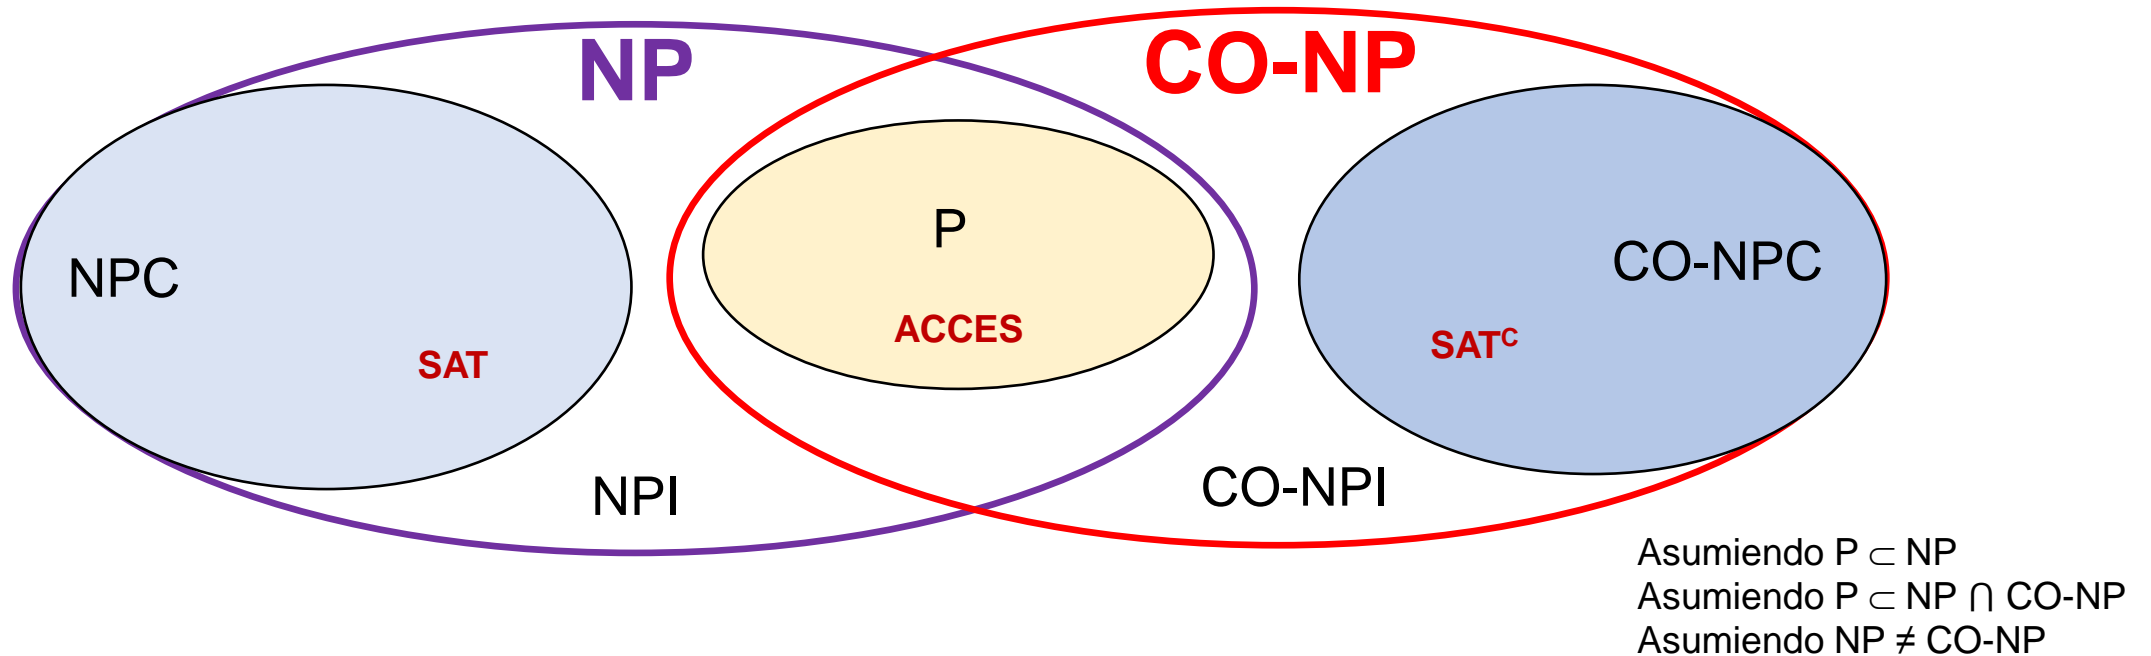 NP
CO-NP
P
NPC
CO-NPC
ACCES
SAT
SATᶜ
NPI
CO-NPI
Asumiendo P ⊂ NP
Asumiendo P ⊂ NP ∩ CO-NP
Asumiendo NP ≠ CO-NP